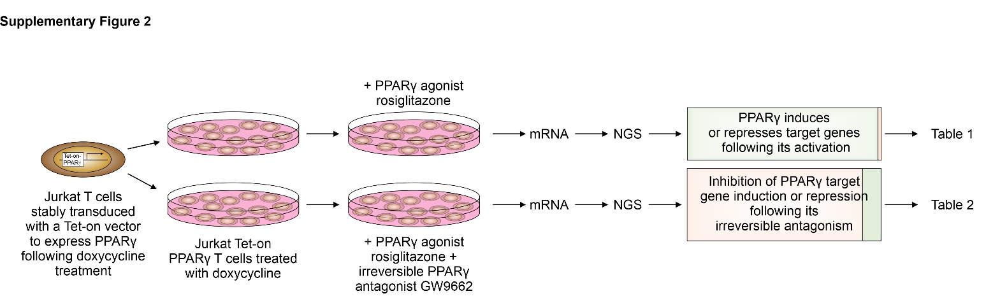 Supplementary Figure 2
+ PPARγ agonist
rosiglitazone
mRNA
NGS
PPARγ induces
or represses target genes
following its activation
Table 1
Tet-on-
PPARγ
Jurkat T cells
stably transduced
with a Tet-on vector
to express PPARγ
following doxycycline
treatment
Jurkat Tet-on
PPARγ T cells treated
with doxycycline
+ PPARγ agonist
rosiglitazone +
irreversible PPARγ
antagonist GW9662
mRNA
NGS
Inhibition of PPARγ target
gene induction or repression
following its
irreversible antagonism
Table 2